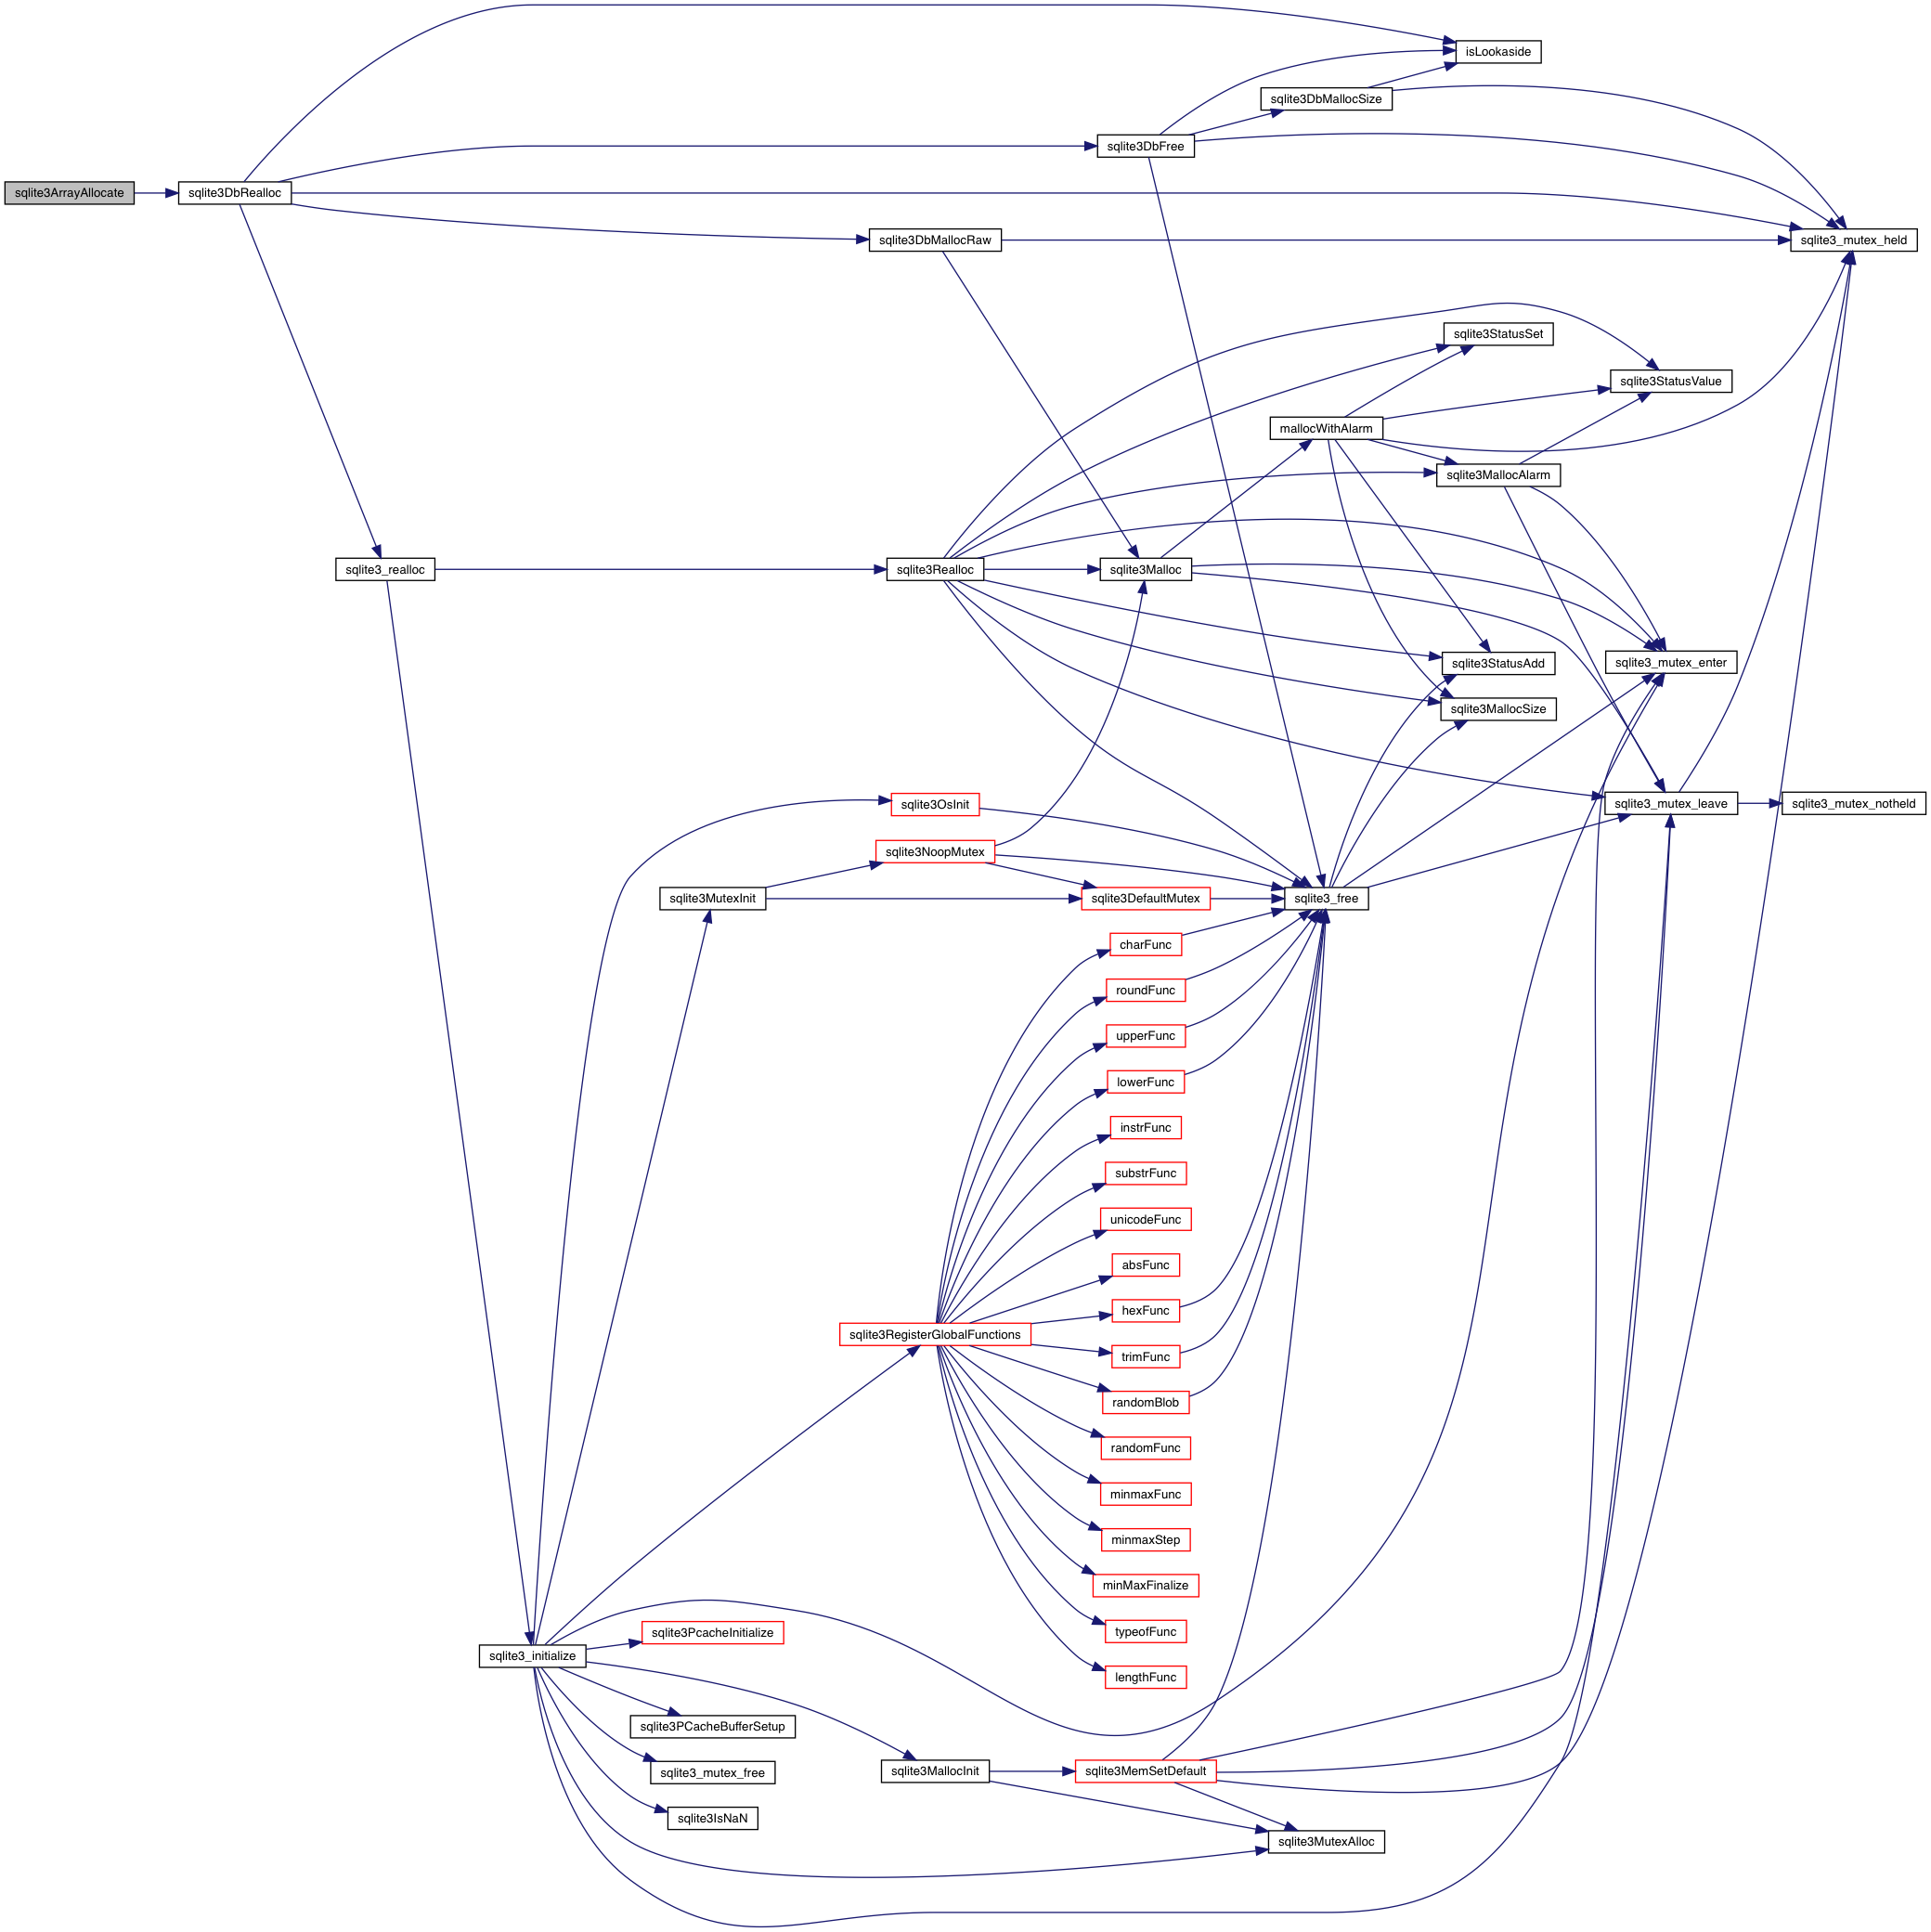 isLookaside
sqlite3DbMallocSize
sqlite3DbFree
sqlite3ArrayAllocate
sqlite3DbRealloc
sqlite3DbMallocRaw
sqlite3_mutex_held
sqlite3StatusSet
sqlite3StatusValue
mallocWithAlarm
sqlite3MallocAlarm
sqlite3_realloc
sqlite3Realloc
sqlite3Malloc
sqlite3StatusAdd
sqlite3_mutex_enter
sqlite3MallocSize
sqlite3OsInit
sqlite3_mutex_leave
sqlite3_mutex_notheld
sqlite3NoopMutex
sqlite3MutexInit
sqlite3DefaultMutex
sqlite3_free
charFunc
roundFunc
upperFunc
lowerFunc
instrFunc
substrFunc
unicodeFunc
absFunc
hexFunc
sqlite3RegisterGlobalFunctions
trimFunc
randomBlob
randomFunc
minmaxFunc
minmaxStep
minMaxFinalize
typeofFunc
sqlite3PcacheInitialize
sqlite3_initialize
lengthFunc
sqlite3PCacheBufferSetup
sqlite3_mutex_free
sqlite3MallocInit
sqlite3MemSetDefault
sqlite3IsNaN
sqlite3MutexAlloc